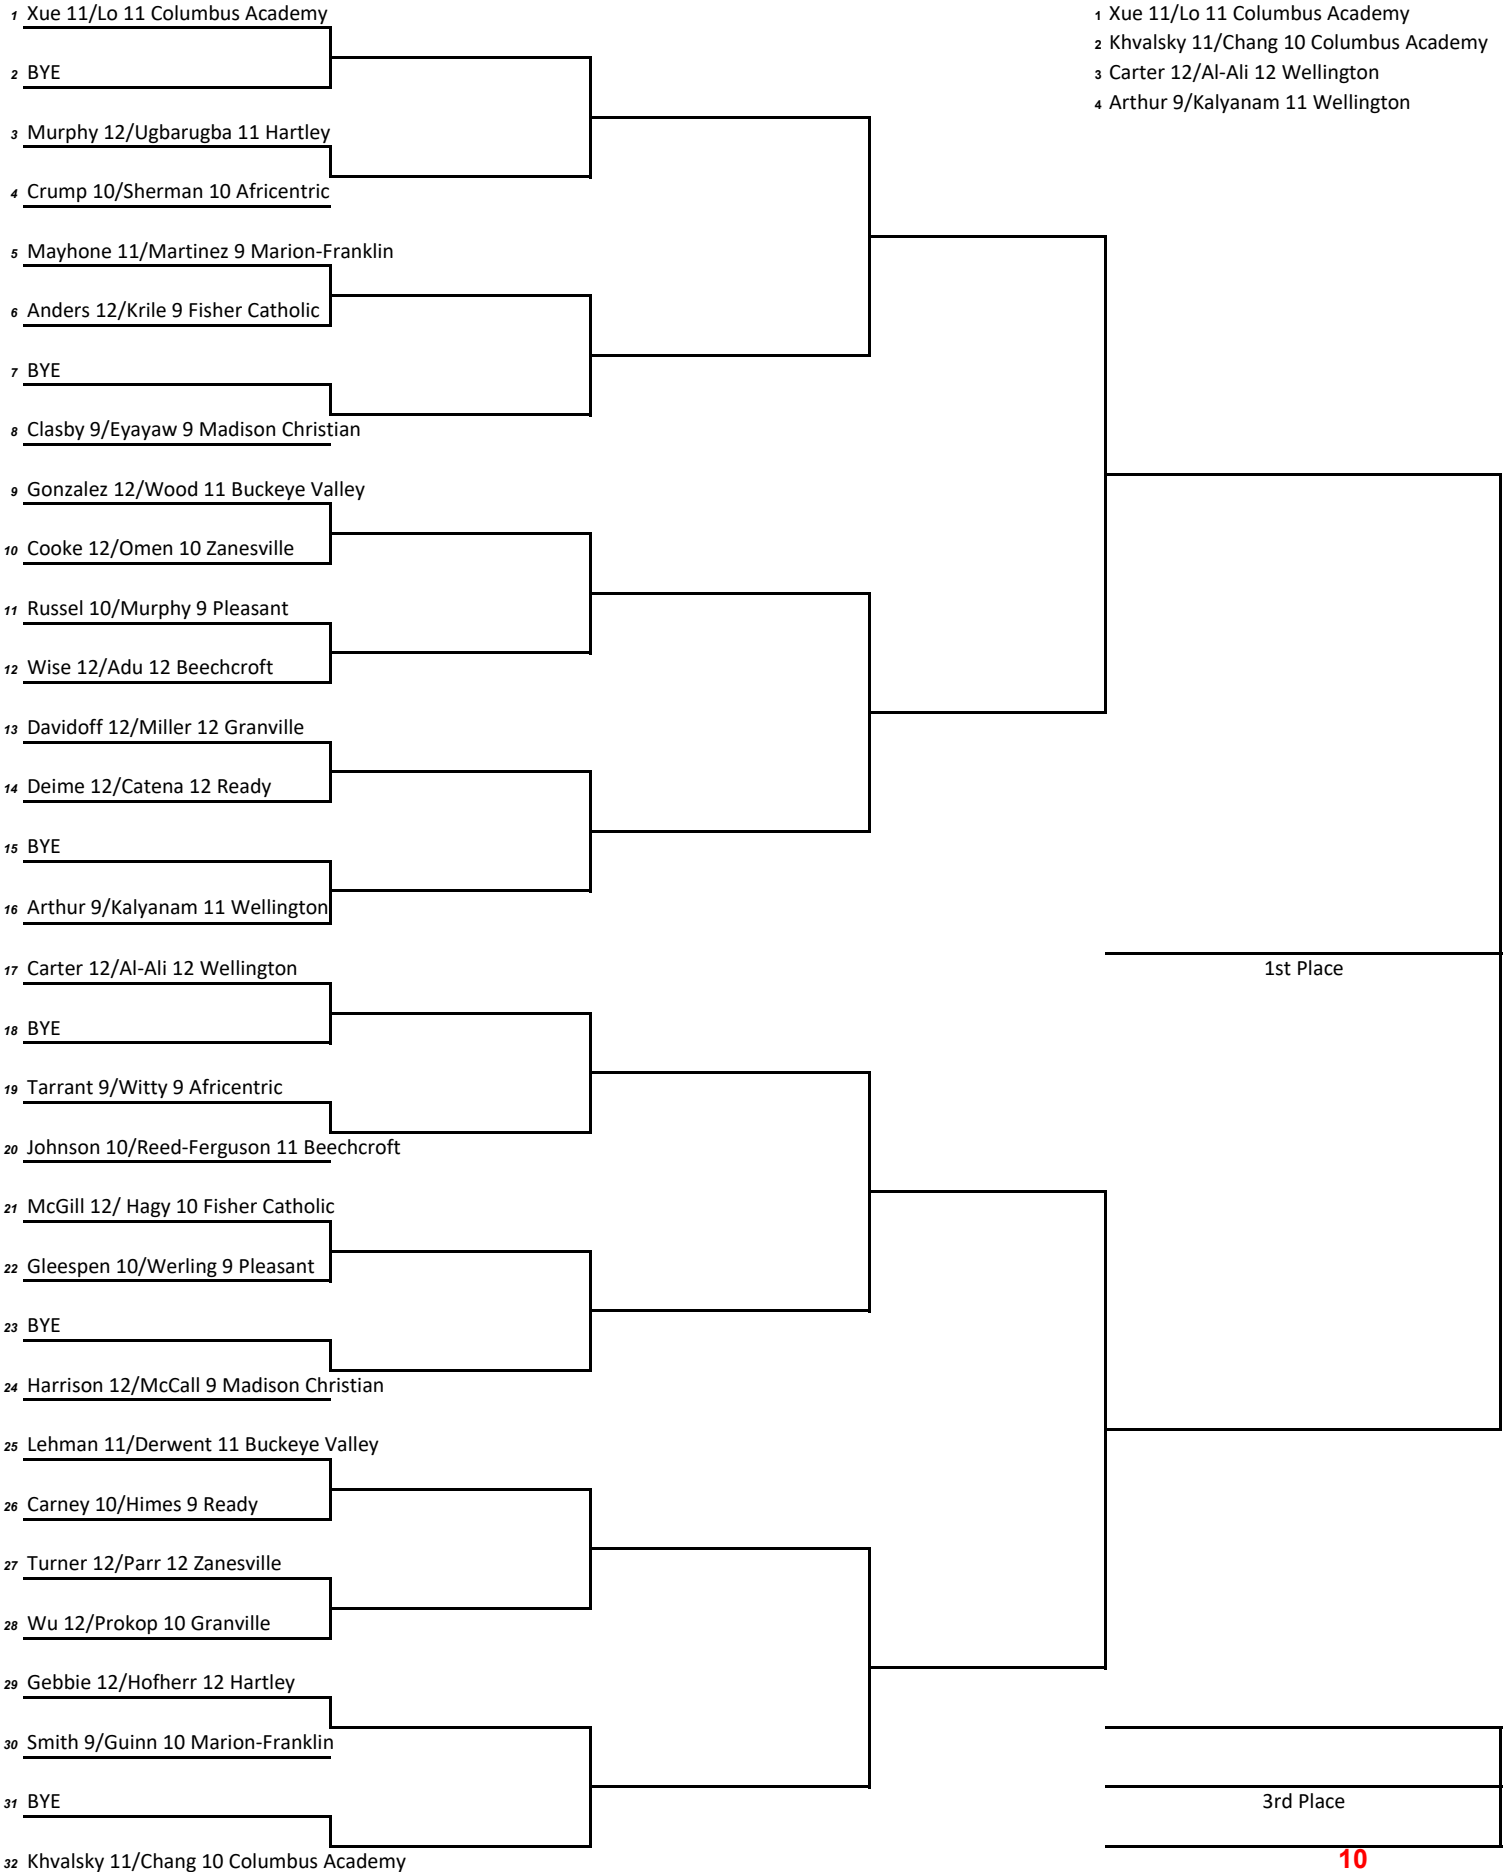 1 Xue 11/Lo 11 Columbus Academy
2 BYE
3 Murphy 12/Ugbarugba 11 Hartley
4 Crump 10/Sherman 10 Africentric
5 Mayhone 11/Martinez 9 Marion-Franklin
6 Anders 12/Krile 9 Fisher Catholic
7 BYE
8 Clasby 9/Eyayaw 9 Madison Christian
9 Gonzalez 12/Wood 11 Buckeye Valley
10 Cooke 12/Omen 10 Zanesville
11 Russel 10/Murphy 9 Pleasant
12 Wise 12/Adu 12 Beechcroft
13 Davidoff 12/Miller 12 Granville
14 Deime 12/Catena 12 Ready
15 BYE
16 Arthur 9/Kalyanam 11 Wellington
17 Carter 12/Al-Ali 12 Wellington
18 BYE
19 Tarrant 9/Witty 9 Africentric
20 Johnson 10/Reed-Ferguson 11 Beechcroft
21 McGill 12/ Hagy 10 Fisher Catholic
22 Gleespen 10/Werling 9 Pleasant
23 BYE
24 Harrison 12/McCall 9 Madison Christian
25 Lehman 11/Derwent 11 Buckeye Valley
26 Carney 10/Himes 9 Ready
27 Turner 12/Parr 12 Zanesville
28 Wu 12/Prokop 10 Granville
29 Gebbie 12/Hofherr 12 Hartley
30 Smith 9/Guinn 10 Marion-Franklin
31 BYE
32 Khvalsky 11/Chang 10 Columbus Academy
1 Xue 11/Lo 11 Columbus Academy
2 Khvalsky 11/Chang 10 Columbus Academy
3 Carter 12/Al-Ali 12 Wellington
4 Arthur 9/Kalyanam 11 Wellington
1st Place
3rd Place
10